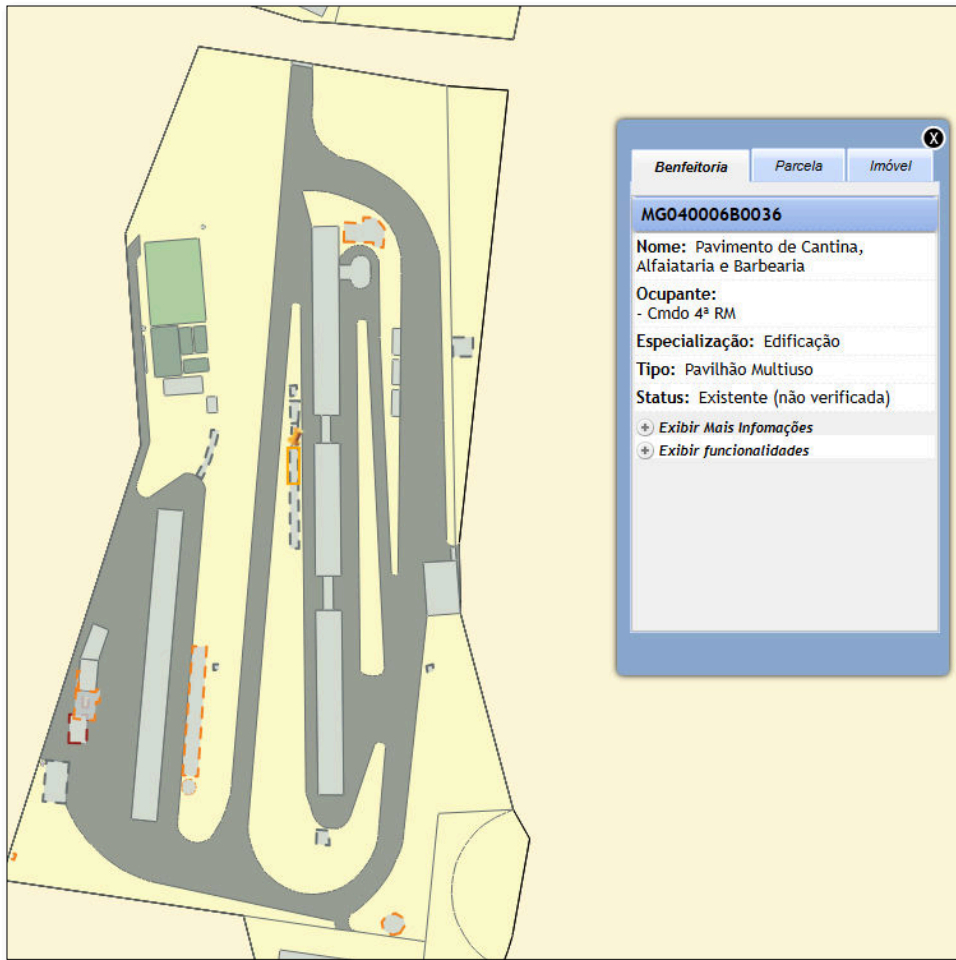 X
Benfeitoria Parcela Imóvel
MG040006B0036
Nome: Pavimento de Cantina,
Alfaiataria e Barbearia
Ocupante:
- Cmdo 4ª RM
Especialização: Edificação
Tipo: Pavilhão Multiuso
Status: Existente (não verificada)
+ Exibir Mais Infomações
+ Exibir funcionalidades